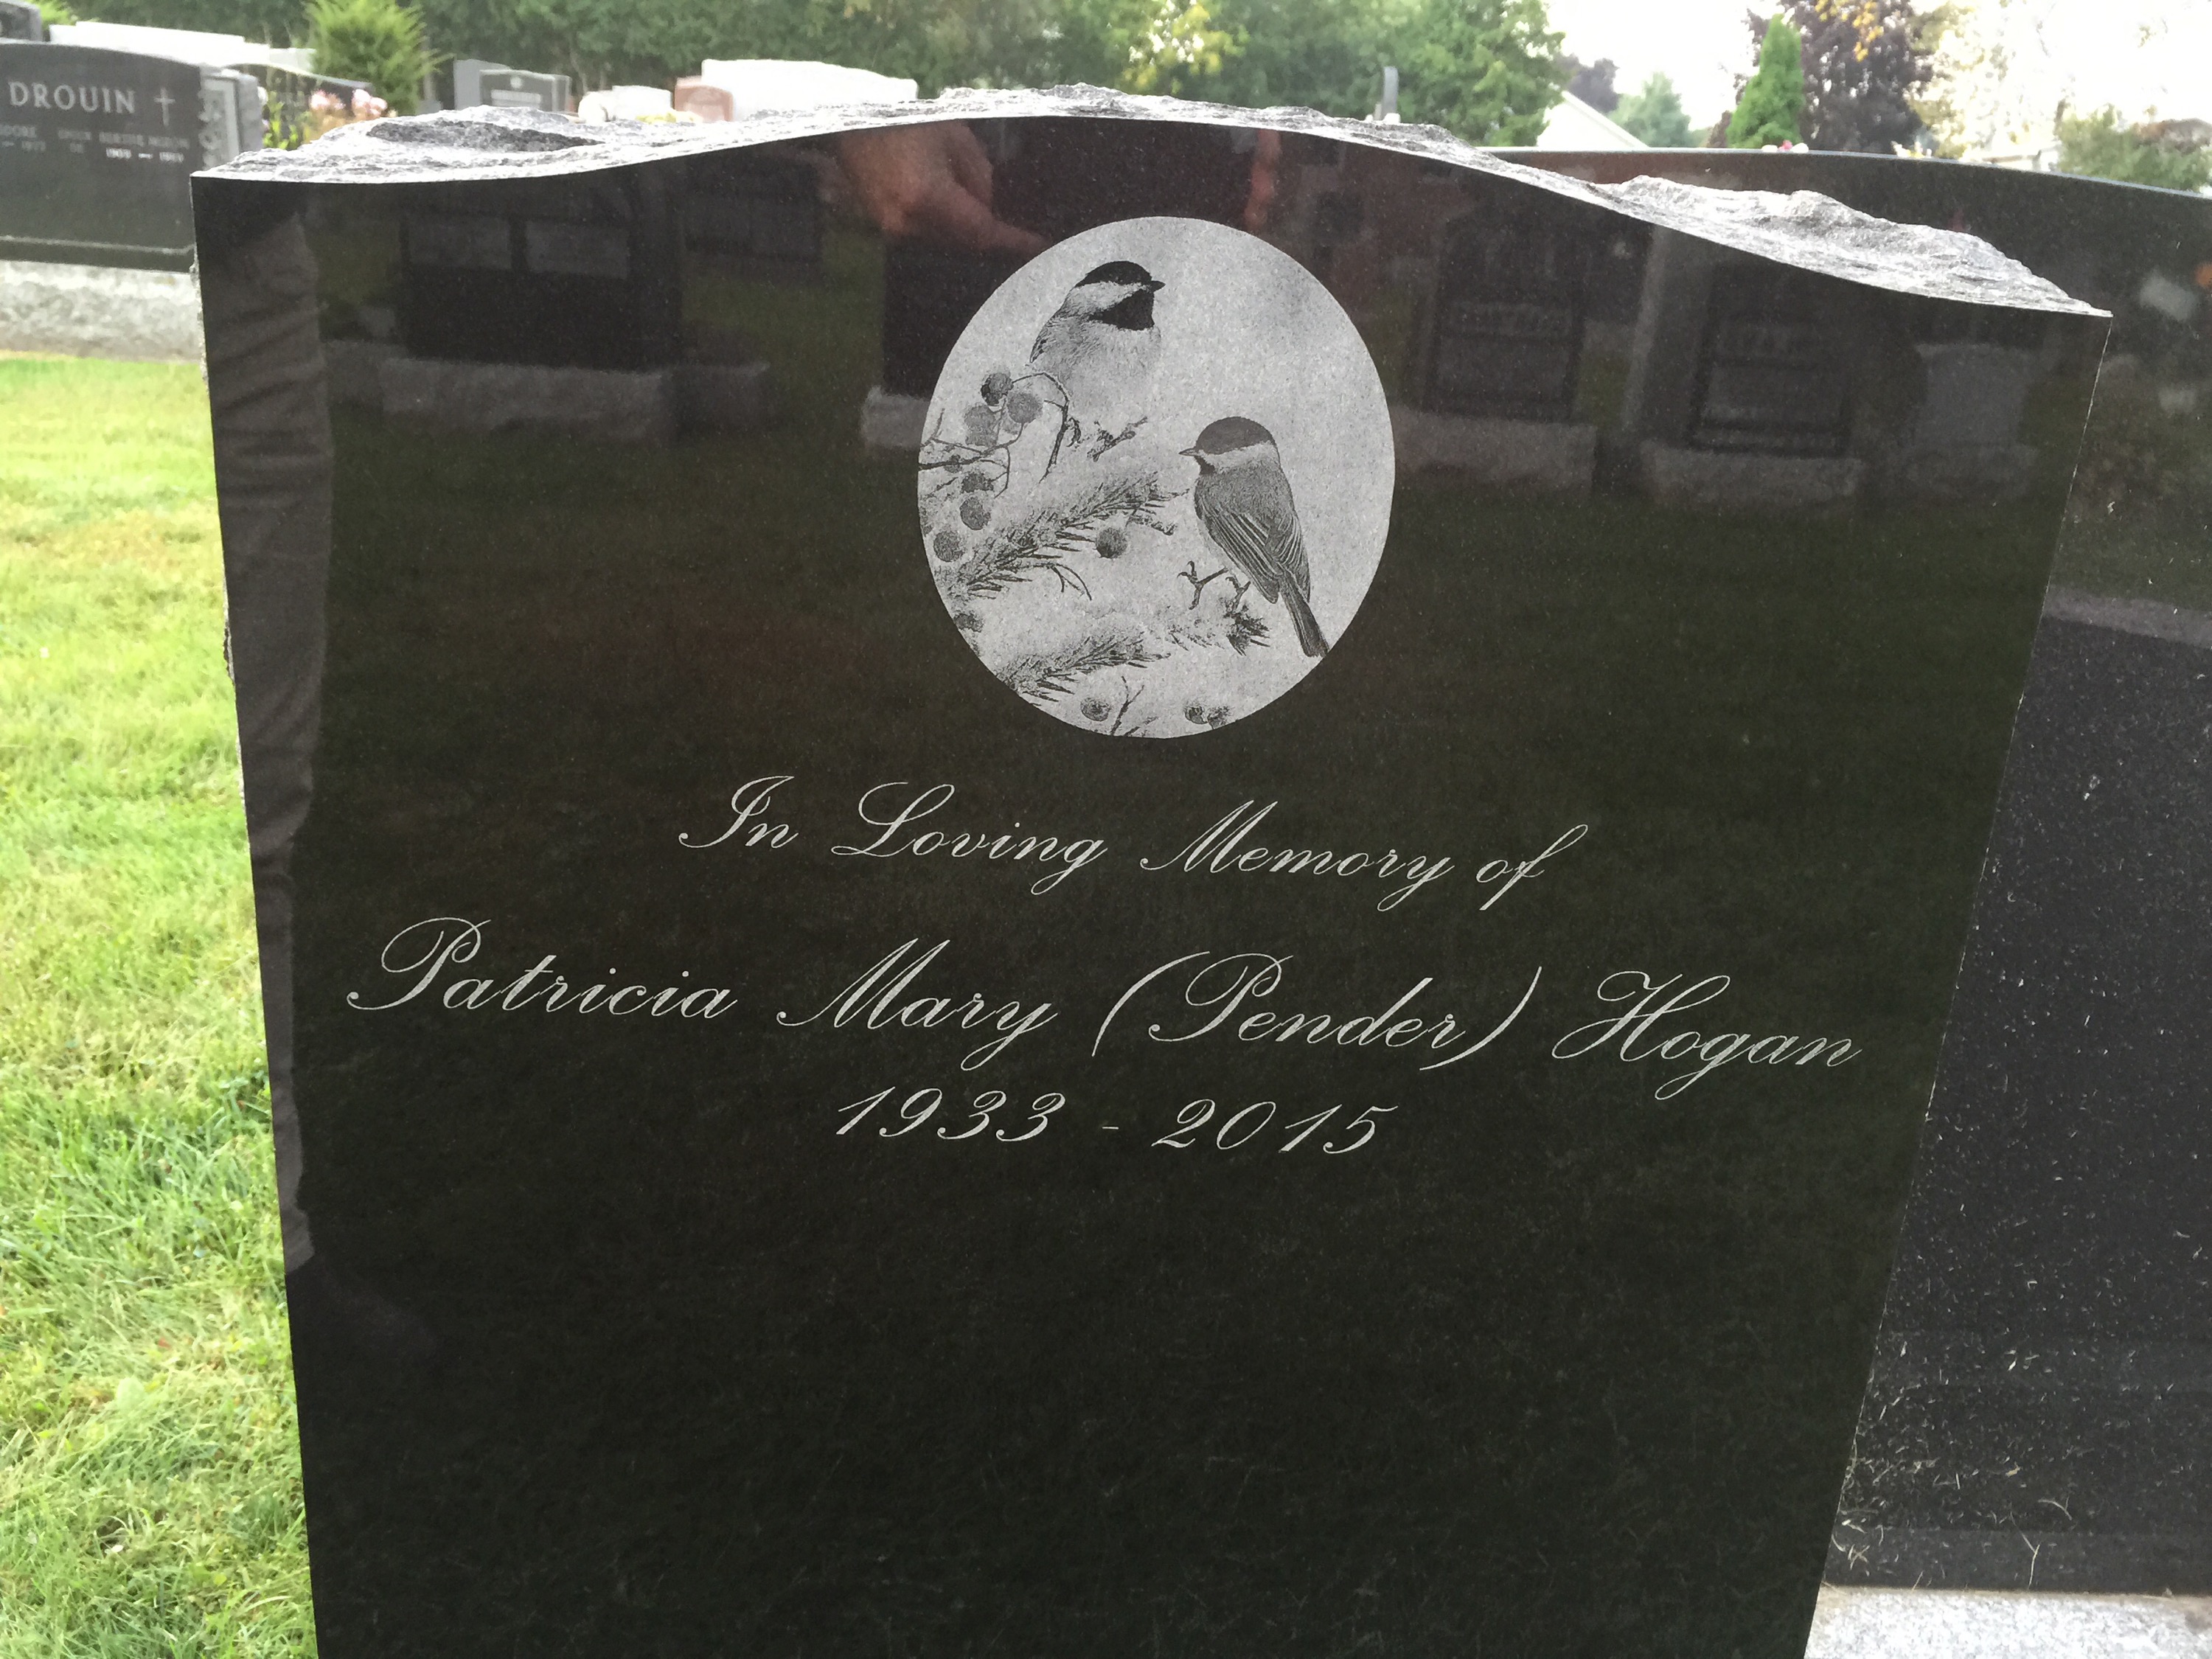 DROUIN
In Loving Memory of
Patricia Mary (Pender) Hogan
1933 - 2015